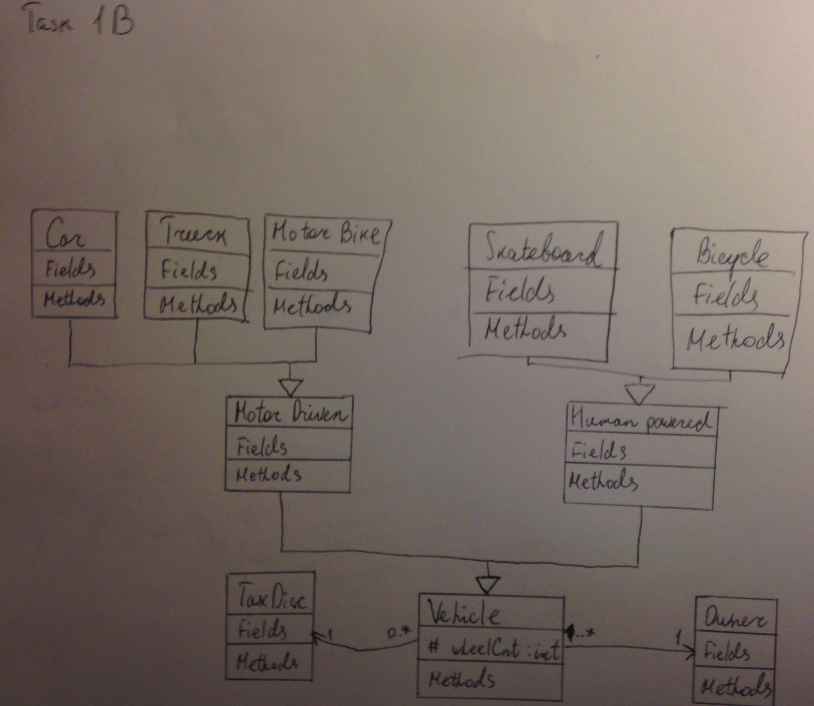 Task 1B
Car
Fields
Methods
Truck
Fields
Methods
Motor Bike
Fields
Methods
Skateboard
Fields
Methods
Bicycle
Fields
Methods
Motor Driven
Fields
Methods
Human powered
Fields
Methods
Tax Disc
Fields
Methods
1
0..*
Vehicle
# wheelCnt : int
Methods
..*
1
Owner
Fields
Methods